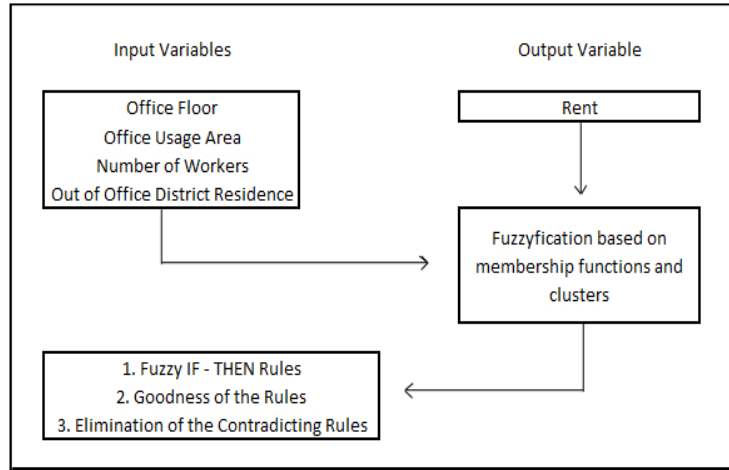 Input Variables
Output Variable
Office Floor
Office Usage Area
Number of Workers
Out of Office District Residence
Rent
Fuzzyfication based on
membership functions and
clusters
1. Fuzzy IF - THEN Rules
2. Goodness of the Rules
3. Elimination of the Contradicting Rules